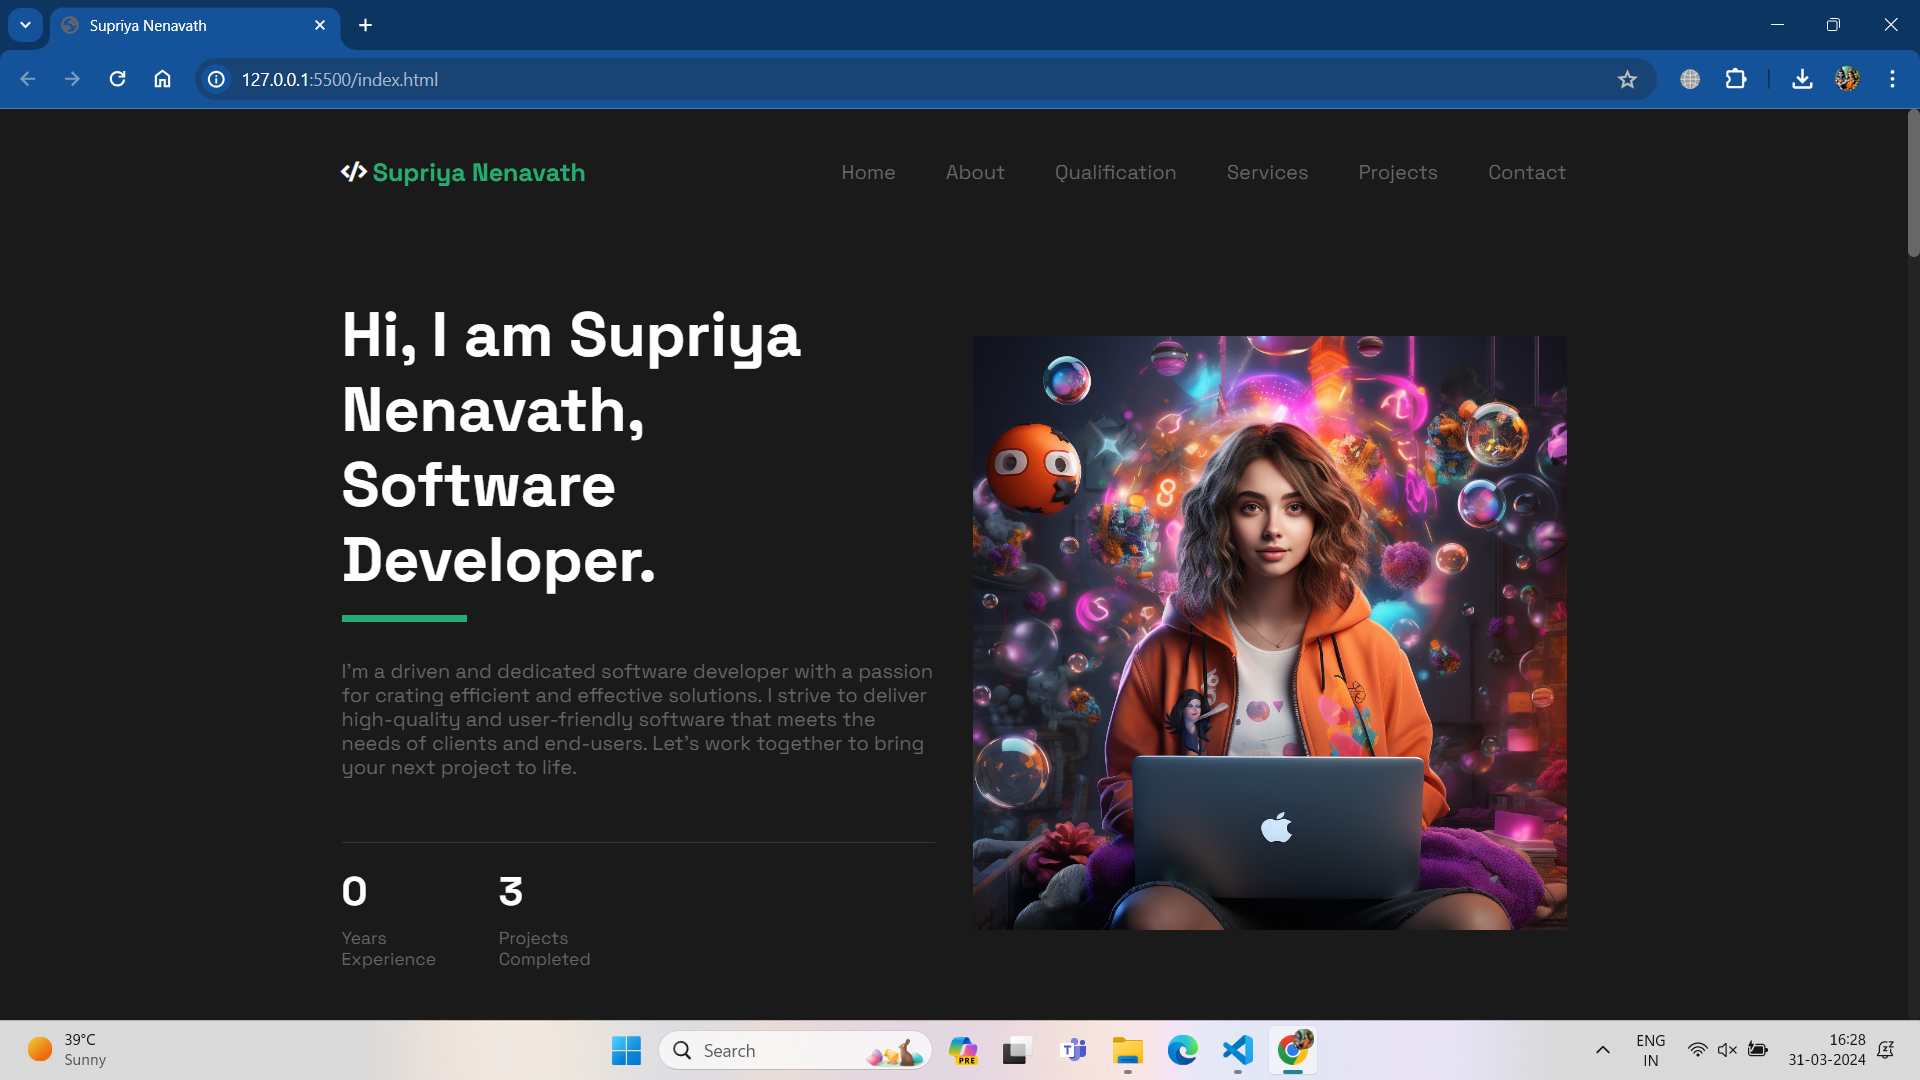 Supriya Nenavath
127.0.0.1:5500/index.html
</> Supriya Nenavath
Home About Qualification Services Projects Contact
Hi, I am Supriya
Nenavath,
Software
Developer.
I'm a driven and dedicated software developer with a passion
for crating efficient and effective solutions. I strive to deliver
high-quality and user-friendly software that meets the
needs of clients and end-users. Let's work together to bring
your next project to life.
0
Years
Experience
3
Projects
Completed
8
39°C
Sunny
Search
PRE
T
ENG
IN
16:28
31-03-2024